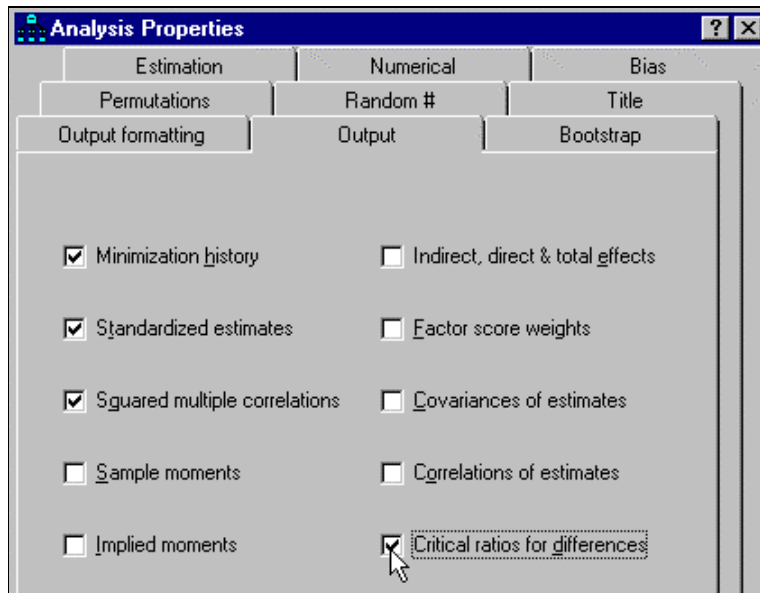 Analysis Properties
Estimation
Numerical
Bias
Permutations
Random #
Title
Output formatting
Output
Bootstrap
Minimization history
Indirect, direct & total effects
Standardized estimates
Factor score weights
Squared multiple correlations
Covariances of estimates
Sample moments
Correlations of estimates
Implied moments
Critical ratios for differences